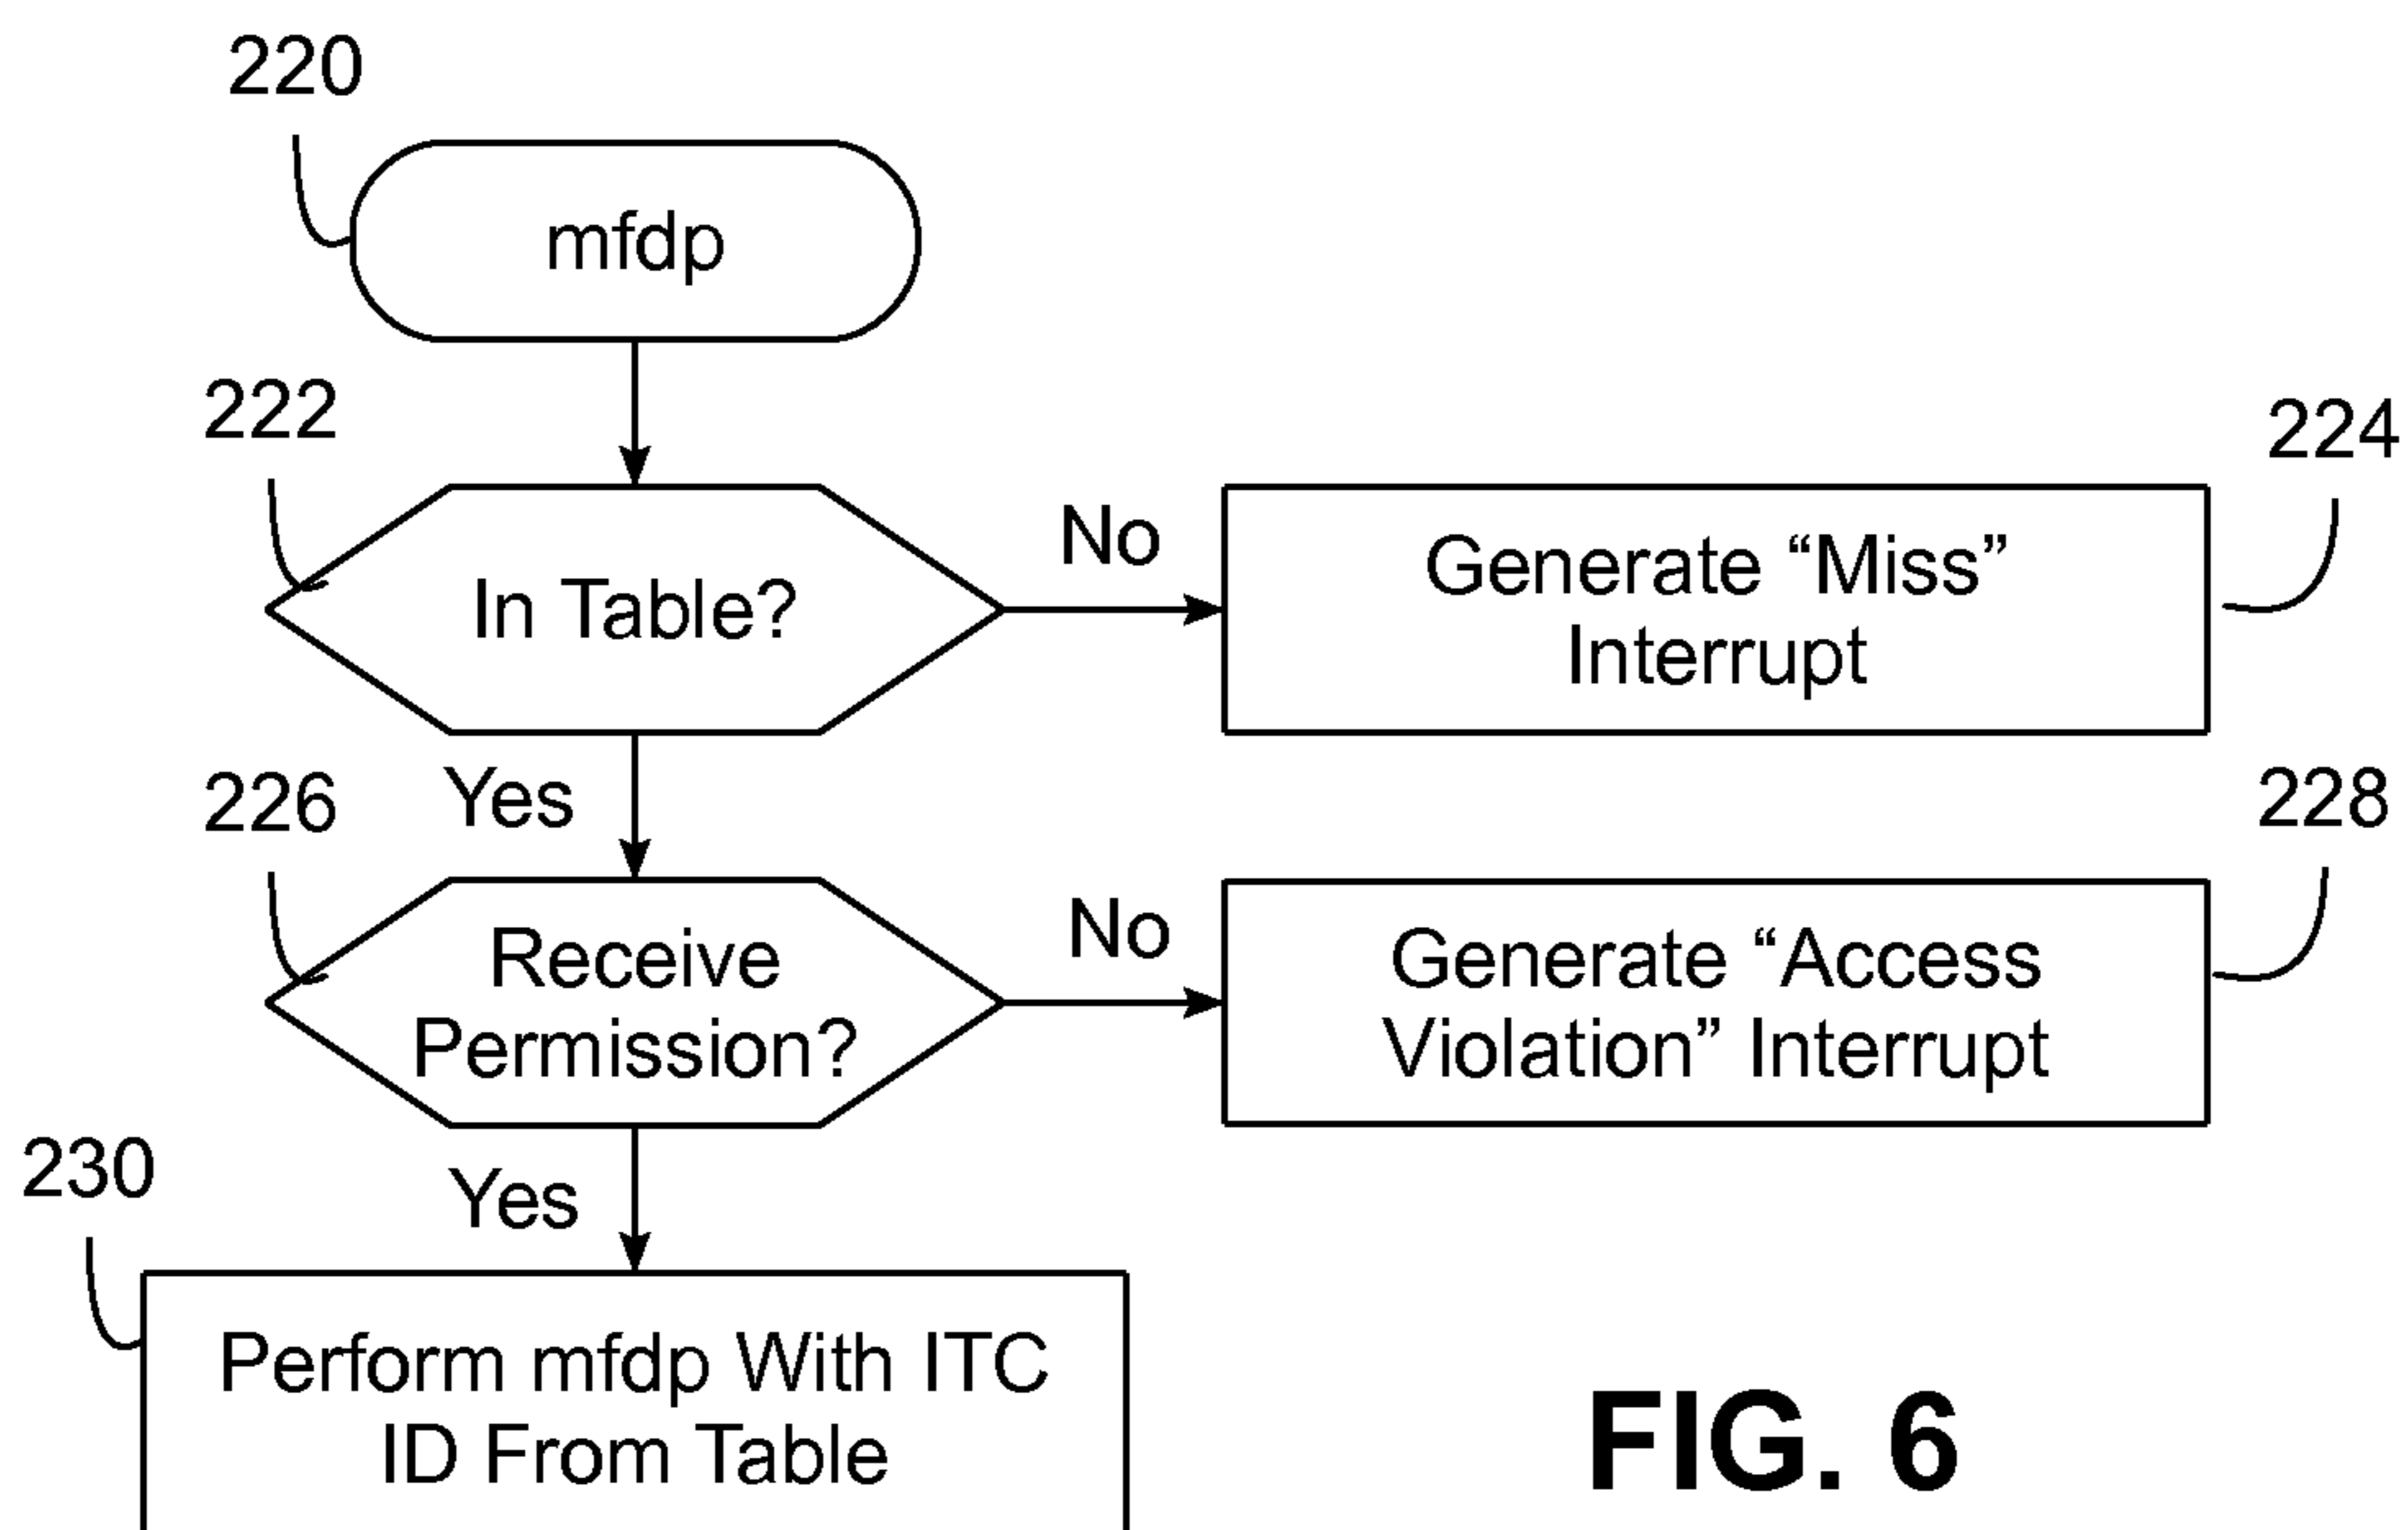 220
mfdp
222
In Table?
No
224
Generate “Miss”
Interrupt
Yes
226
Receive
Permission?
No
228
Generate “Access
Violation” Interrupt
Yes
230
Perform mfdp With ITC
ID From Table
FIG. 6